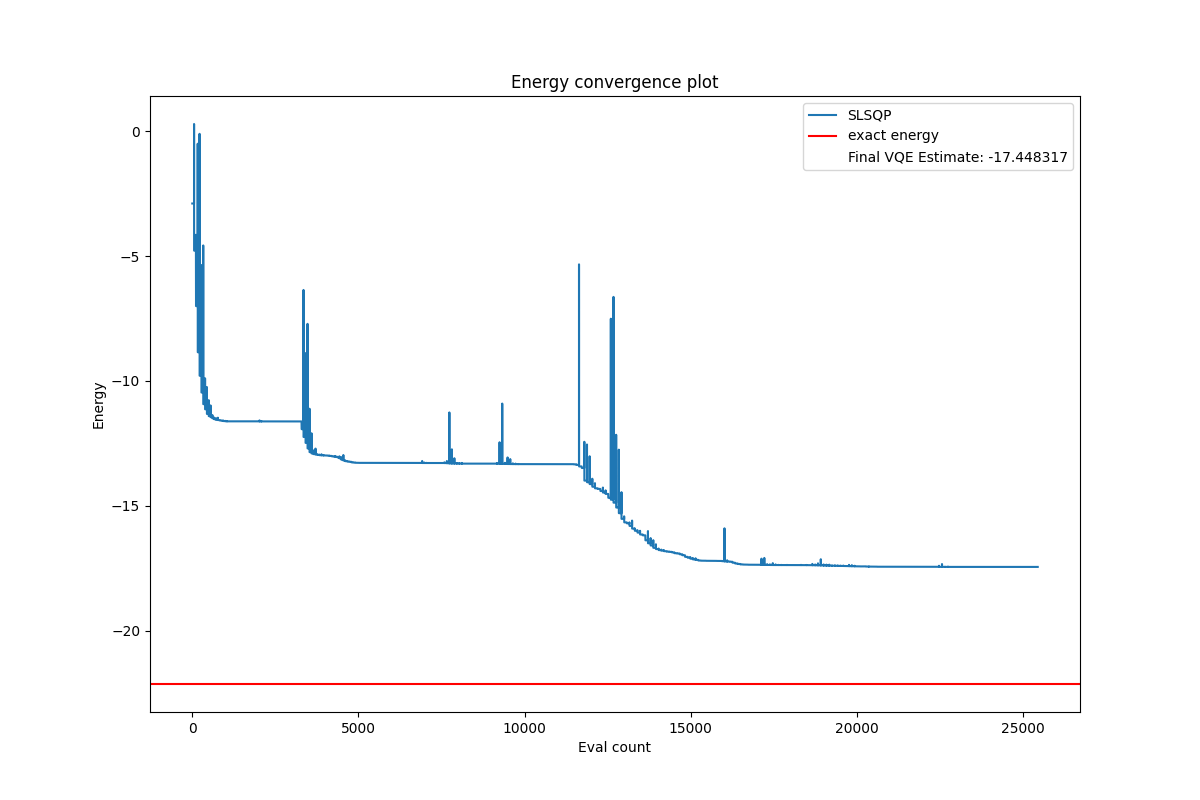 Energy convergence plot
SLSQP
exact energy
Final VQE Estimate: -17.448317
Energy
0
−5
−10
−15
−20
0 5000 10000 15000 20000 25000
Eval count